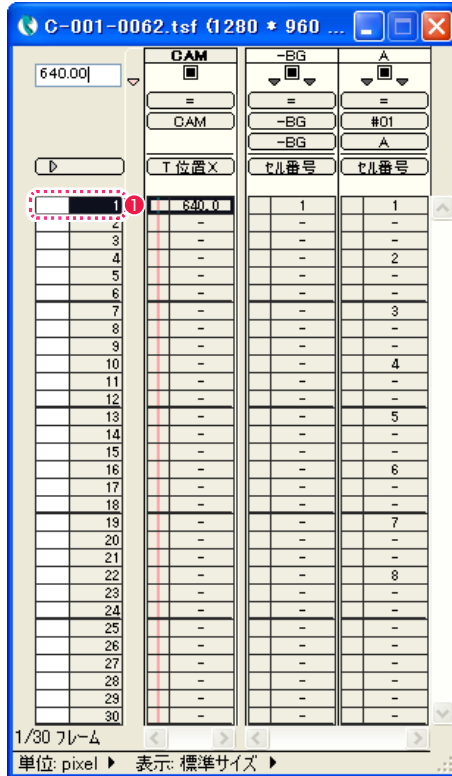 C-001-0062.tsf (1280 * 960 ...
CAM -BG A
640.00
= = =
CAM -BG #01
-BG A
T位置X セル番号 セル番号
1 ❶ 640.0 1 1
2 - - -
3 - - -
4 - - 2
5 - - -
6 - - -
7 - - 3
8 - - -
9 - - -
10 - - 4
11 - - -
12 - - -
13 - - 5
14 - - -
15 - - -
16 - - 6
17 - - -
18 - - -
19 - - 7
20 - - -
21 - - -
22 - - 8
23 - - -
24 - - -
25 - - -
26 - - -
27 - - -
28 - - -
29 - - -
30 - - -
1/30 フレーム
単位: pixel 表示: 標準サイズ